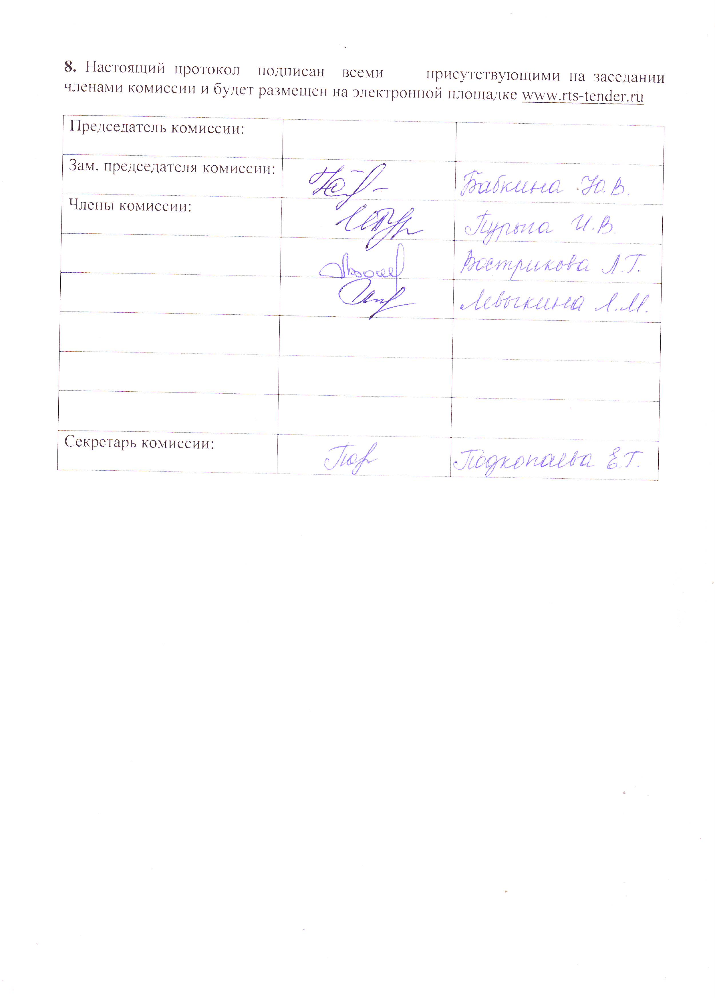 8. Настоящий протокол подписан всеми присутствующими на заседании
членами комиссии и будет размещен на электронной площадке www.rts-tender.ru
Председатель комиссии:
Зам. председателя комиссии: Бабкина Ю.В.
Члены комиссии: Пурыга И.В.
Вострикова Л.Г.
Левыкина Л.М.
Секретарь комиссии: Подкопаева Е.Г.